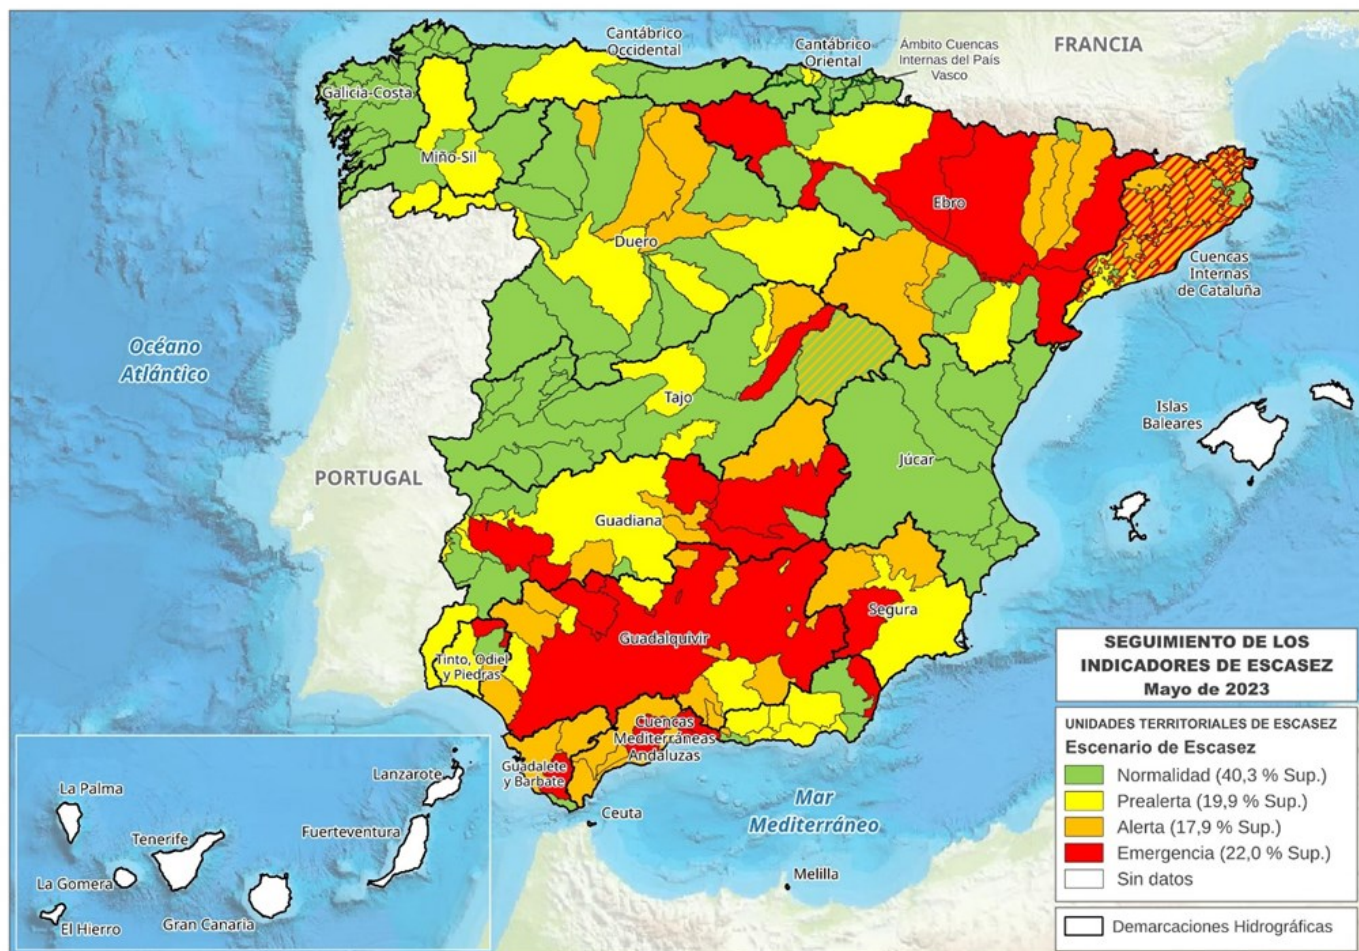 Cantábrico
Occidental
Cantábrico
Oriental
Ámbito Cuencas
Internas del País
Vasco
FRANCIA
Galicia-Costa
Miño-Sil
Ebro
Duero
Cuencas
Internas
de Cataluña
Océano
Atlántico
Tajo
Islas
Baleares
PORTUGAL
Júcar
Guadiana
Segura
Guadalquivir
Tinto, Odiel
y Piedras
Cuencas
Mediterráneas
Andaluzas
Guadalete
y Barbate
Ceuta
Mar
Mediterráneo
Melilla
La Palma
Lanzarote
Tenerife
Fuerteventura
La Gomera
El Hierro
Gran Canaria
SEGUIMIENTO DE LOS
INDICADORES DE ESCASEZ
Mayo de 2023
UNIDADES TERRITORIALES DE ESCASEZ
Escenario de Escasez
Normalidad (40,3 % Sup.)
Prealerta (19,9 % Sup.)
Alerta (17,9 % Sup.)
Emergencia (22,0 % Sup.)
Sin datos
Demarcaciones Hidrográficas